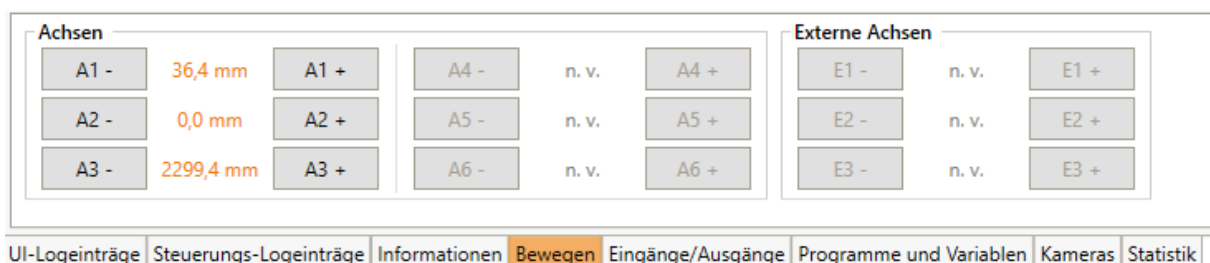 Achsen Externe Achsen
A1 - 36,4 mm A1 + A4 - n. v. A4 + E1 - n. v. E1 +
A2 - 0,0 mm A2 + A5 - n. v. A5 + E2 - n. v. E2 +
A3 - 2299,4 mm A3 + A6 - n. v. A6 + E3 - n. v. E3 +
UI-Logeinträge Steuerungs-Logeinträge Informationen Bewegen Eingänge/Ausgänge Programme und Variablen Kameras Statistik